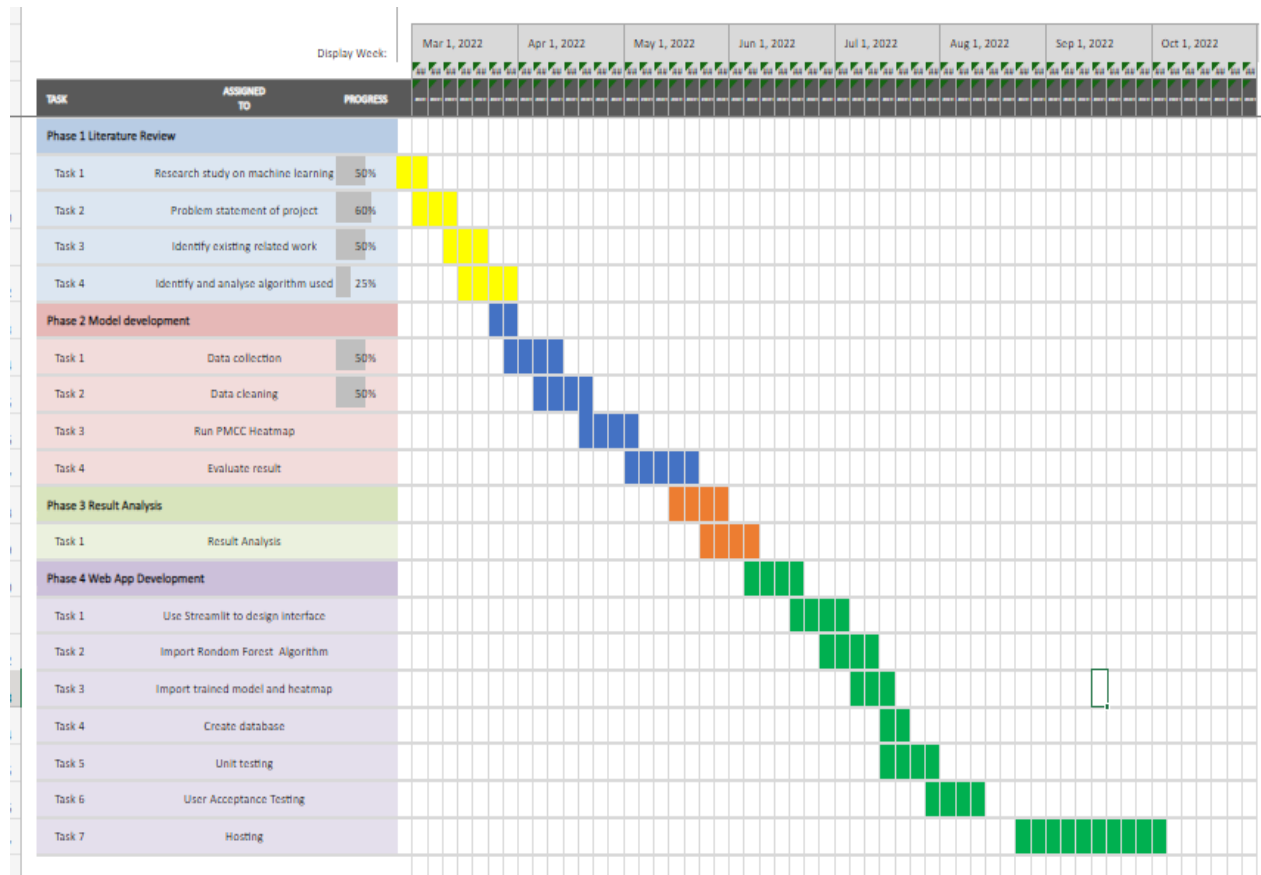 Mar 1, 2022 Apr 1, 2022 May 1, 2022 Jun 1, 2022 Jul 1, 2022 Aug 1, 2022 Sep 1, 2022 Oct 1, 2022
Display Week:
TASK ASSIGNED TO PROGRESS
Phase 1 Literature Review
Task 1 Research study on machine learning 50%
Task 2 Problem statement of project 60%
Task 3 Identify existing related work 50%
Task 4 Identify and analyse algorithm used 25%
Phase 2 Model development
Task 1 Data collection 50%
Task 2 Data cleaning 50%
Task 3 Run PMCC Heatmap
Task 4 Evaluate result
Phase 3 Result Analysis
Task 1 Result Analysis
Phase 4 Web App Development
Task 1 Use Streamlit to design interface
Task 2 Import Rondom Forest Algorithm
Task 3 Import trained model and heatmap
Task 4 Create database
Task 5 Unit testing
Task 6 User Acceptance Testing
Task 7 Hosting